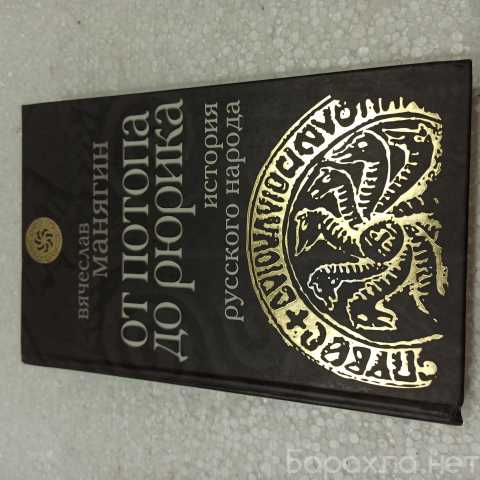 ВЯЧЕСЛАВ
МАНЯГИН
ОТ ПОТОПА
ДО РЮРИКА
ИСТОРИЯ
РУССКОГО НАРОДА
Барахла.нет